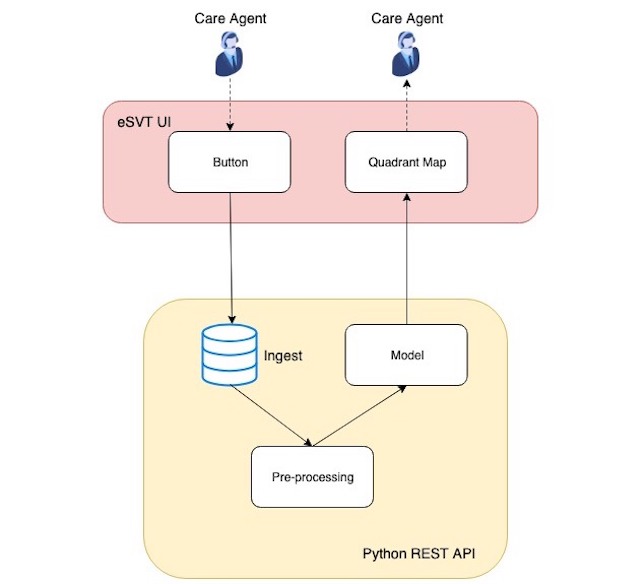 Care Agent
Care Agent
eSVT UI
Button
Quadrant Map
Ingest
Model
Pre-processing
Python REST API